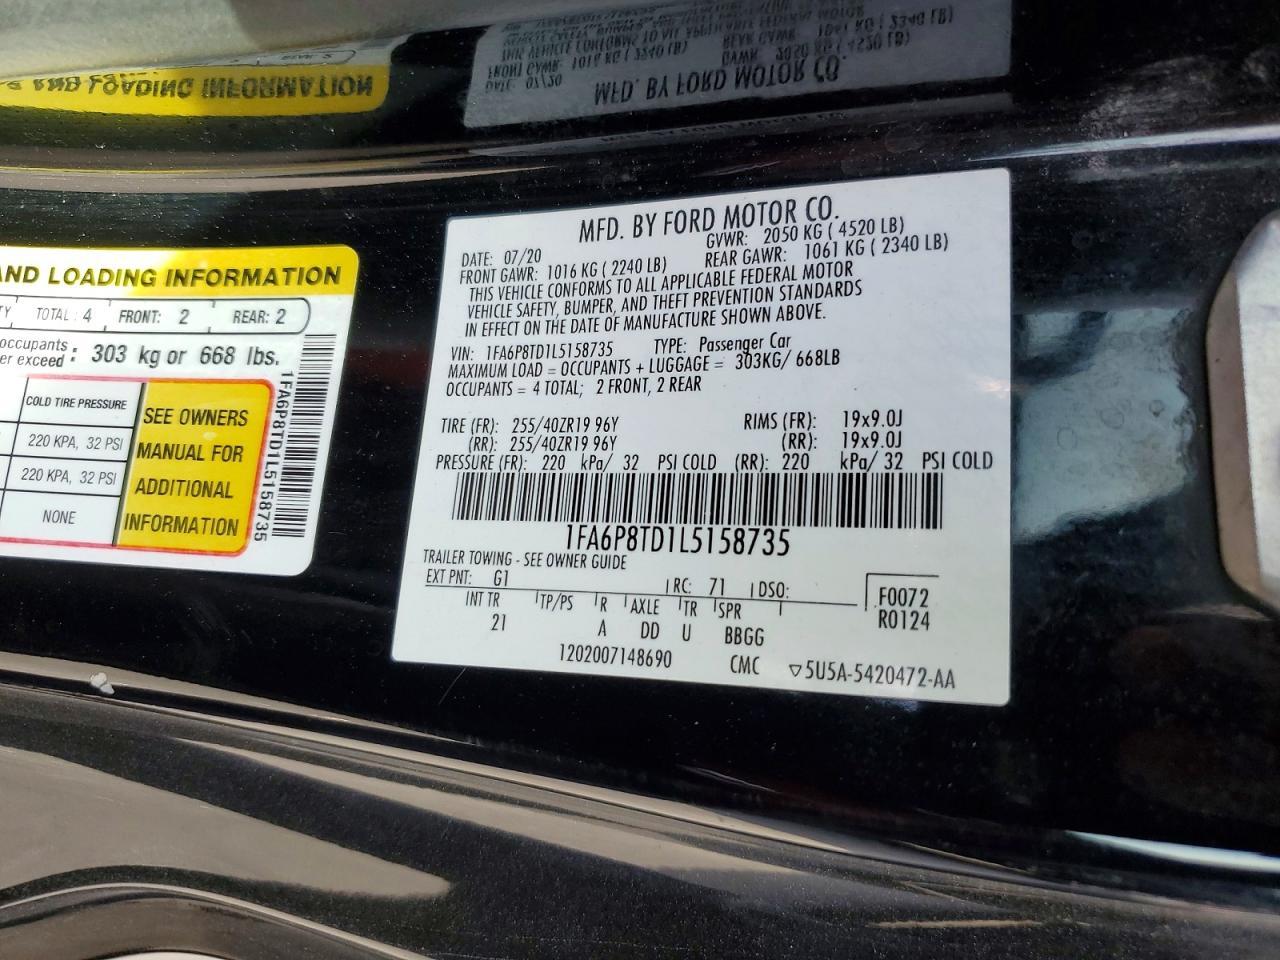 AND LOADING INFORMATION
TOTAL: 4 FRONT: 2 REAR: 2
occupants
exceed : 303 kg or 668 lbs.
COLD TIRE PRESSURE
220 KPA, 32 PSI
220 KPA, 32 PSI
NONE
SEE OWNERS
MANUAL FOR
ADDITIONAL
INFORMATION
1FA6P8TD1L5158735
MFD. BY FORD MOTOR CO.
DATE: 07/20 GVWR: 2050 KG ( 4520 LB)
FRONT GAWR: 1016 KG ( 2240 LB) REAR GAWR: 1061 KG ( 2340 LB)
THIS VEHICLE CONFORMS TO ALL APPLICABLE FEDERAL MOTOR
VEHICLE SAFETY, BUMPER, AND THEFT PREVENTION STANDARDS
IN EFFECT ON THE DATE OF MANUFACTURE SHOWN ABOVE.
VIN: 1FA6P8TD1L5158735 TYPE: Passenger Car
MAXIMUM LOAD = OCCUPANTS + LUGGAGE = 303KG/ 668LB
OCCUPANTS = 4 TOTAL; 2 FRONT, 2 REAR
TIRE (FR): 255/40ZR19 96Y RIMS (FR): 19x9.0J
(RR): 255/40ZR19 96Y (RR): 19x9.0J
PRESSURE (FR): 220 kPa/ 32 PSI COLD (RR): 220 kPa/ 32 PSI COLD
1FA6P8TD1L5158735
TRAILER TOWING - SEE OWNER GUIDE
EXT PNT: G1 RC: 71 DSO:
INT TR TP/PS R AXLE TR SPR
21 A DD U BBGG
F0072
R0124
1202007148690 CMC ▽5U5A-5420472-AA